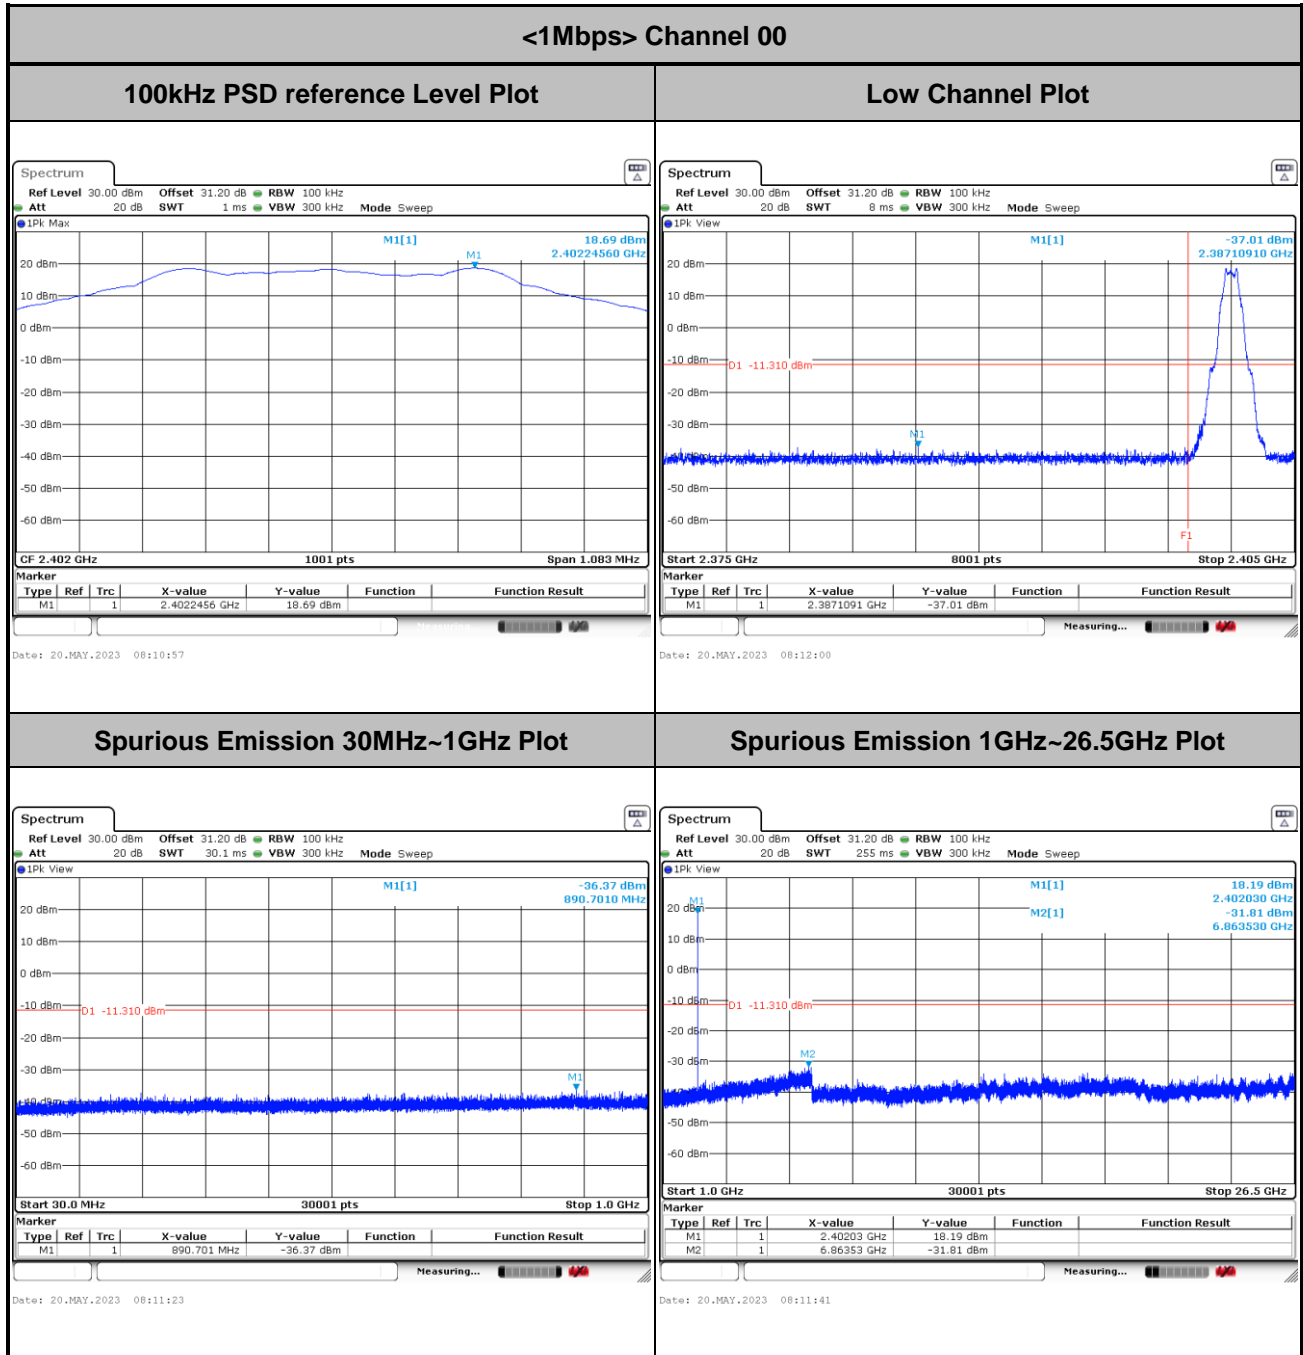 <1Mbps> Channel 00
100kHz PSD reference Level Plot
Low Channel Plot
Spectrum
Ref Level 30.00 dBm Offset 31.20 dB RBW 100 kHz
Att 20 dB SWT 1 ms VBW 300 kHz Mode Sweep
1Pk Max
M1[1] 18.69 dBm
2.40224560 GHz
M1
20 dBm
10 dBm
0 dBm
-10 dBm
-20 dBm
-30 dBm
-40 dBm
-50 dBm
-60 dBm
CF 2.402 GHz 1001 pts Span 1.083 MHz
Marker
Type Ref Trc X-value Y-value Function Function Result
M1 1 2.4022456 GHz 18.69 dBm
Measuring...
Date: 20.MAY.2023 08:10:57
Spectrum
Ref Level 30.00 dBm Offset 31.20 dB RBW 100 kHz
Att 20 dB SWT 8 ms VBW 300 kHz Mode Sweep
1Pk View
M1[1] -37.01 dBm
2.38710910 GHz
20 dBm
10 dBm
0 dBm
-10 dBm
D1 -11.310 dBm
-20 dBm
-30 dBm
M1
-50 dBm
-60 dBm
F1
Start 2.375 GHz 8001 pts Stop 2.405 GHz
Marker
Type Ref Trc X-value Y-value Function Function Result
M1 1 2.3871091 GHz -37.01 dBm
Measuring...
Date: 20.MAY.2023 08:12:00
Spurious Emission 30MHz~1GHz Plot
Spurious Emission 1GHz~26.5GHz Plot
Spectrum
Ref Level 30.00 dBm Offset 31.20 dB RBW 100 kHz
Att 20 dB SWT 30.1 ms VBW 300 kHz Mode Sweep
1Pk View
M1[1] -36.37 dBm
890.7010 MHz
20 dBm
10 dBm
0 dBm
-10 dBm
D1 -11.310 dBm
-20 dBm
-30 dBm
M1
-50 dBm
-60 dBm
Start 30.0 MHz 30001 pts Stop 1.0 GHz
Marker
Type Ref Trc X-value Y-value Function Function Result
M1 1 890.701 MHz -36.37 dBm
Measuring...
Date: 20.MAY.2023 08:11:23
Spectrum
Ref Level 30.00 dBm Offset 31.20 dB RBW 100 kHz
Att 20 dB SWT 255 ms VBW 300 kHz Mode Sweep
1Pk View
M1[1] 18.19 dBm
2.402030 GHz
M2[1] -31.81 dBm
6.863530 GHz
M1
20 dBm
10 dBm
0 dBm
-10 dBm
D1 -11.310 dBm
-20 dBm
-30 dBm
M2
-50 dBm
-60 dBm
Start 1.0 GHz 30001 pts Stop 26.5 GHz
Marker
Type Ref Trc X-value Y-value Function Function Result
M1 1 2.40203 GHz 18.19 dBm
M2 1 6.86353 GHz -31.81 dBm
Measuring...
Date: 20.MAY.2023 08:11:41